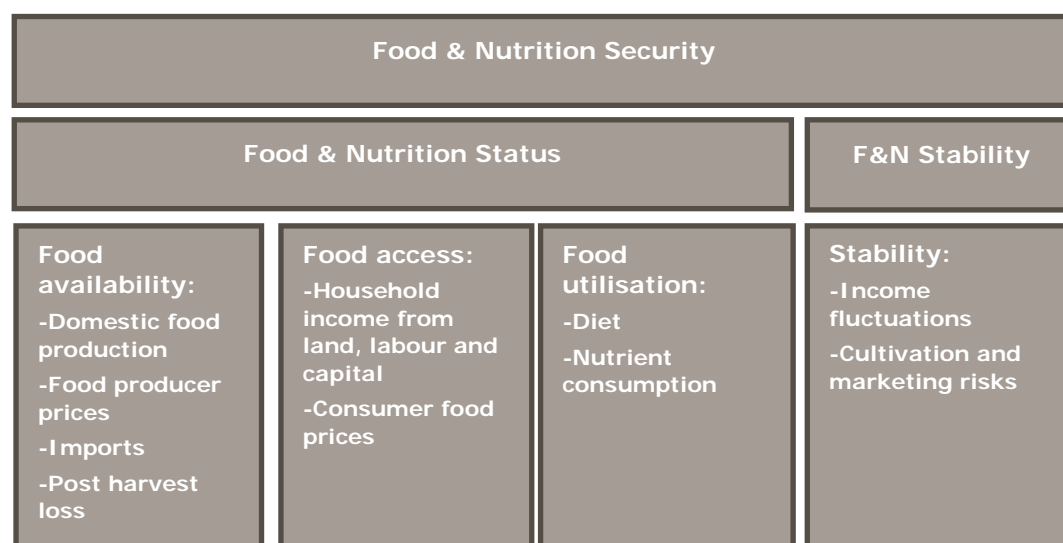 Food & Nutrition Security
Food & Nutrition Status
F&N Stability
Food
availability:
-Domestic food
production
-Food producer
prices
-Imports
-Post harvest
loss
Food access:
-Household
income from
land, labour and
capital
-Consumer food
prices
Food
utilisation:
-Diet
-Nutrient
consumption
Stability:
-Income
fluctuations
-Cultivation and
marketing risks